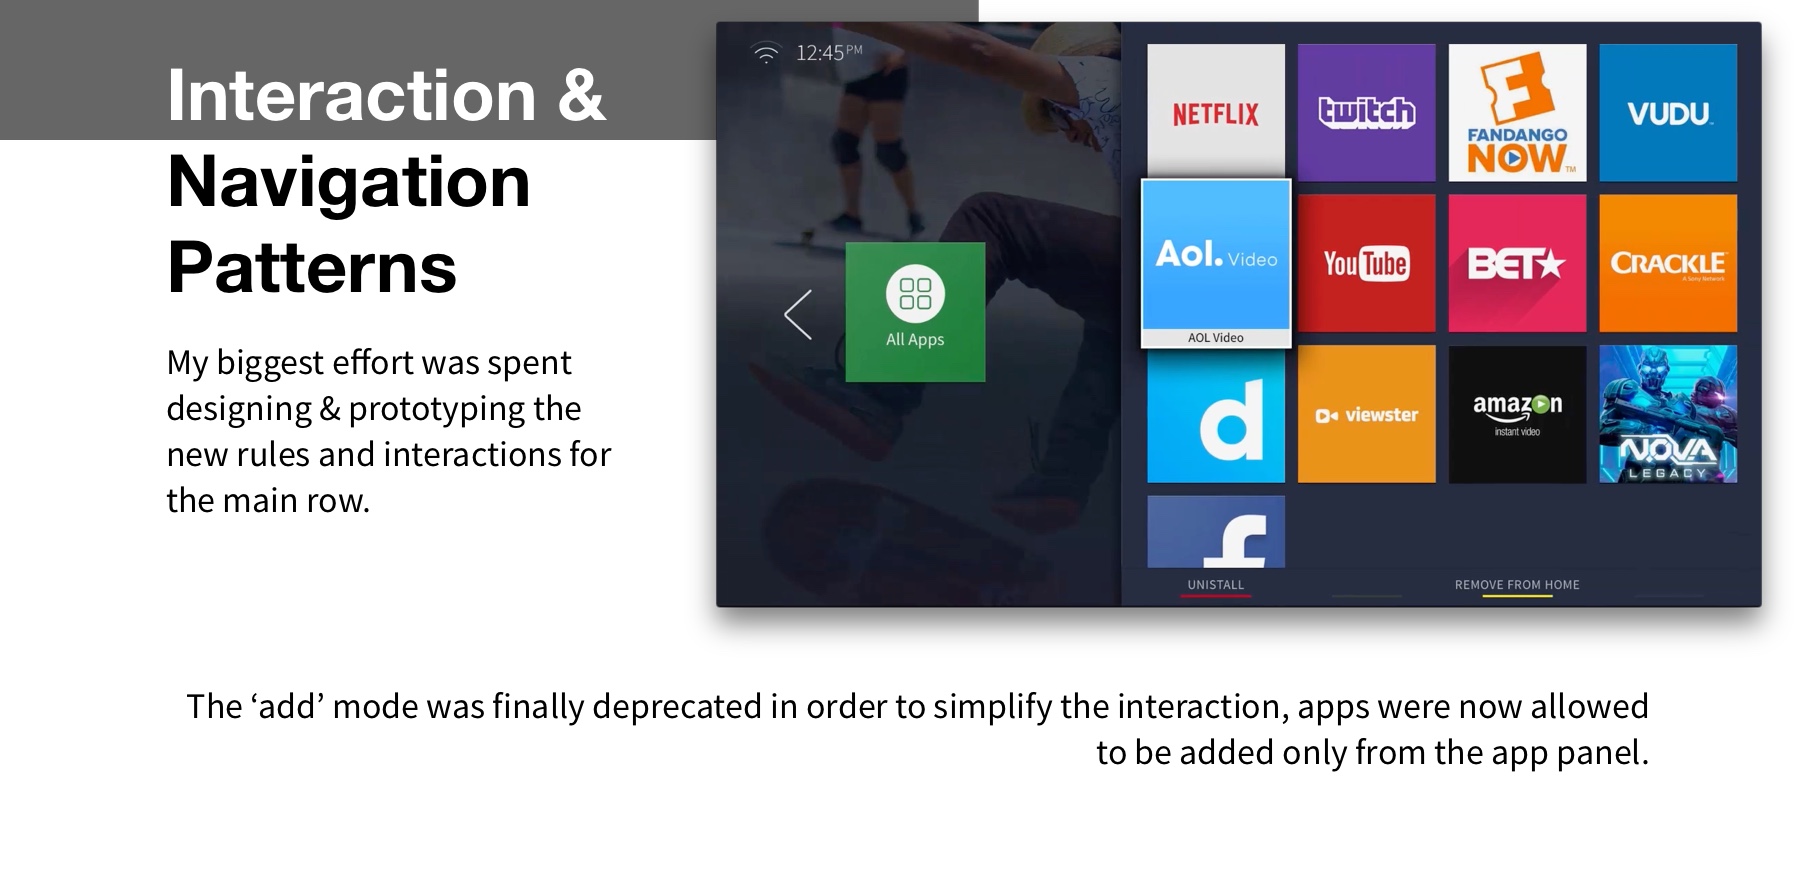 Interaction &
Navigation
Patterns
My biggest effort was spent
designing & prototyping the
new rules and interactions for
the main row.
12:45 PM
All Apps
NETFLIX
twitch
FANDANGO
NOW™
VUDU
Aol. Video
AOL Video
YouTube
BET
CRACKLE
A Sony Network
d
viewster
amazon
instant video
N.O.V.A
LEGACY
f
UNISTALL
REMOVE FROM HOME
The ‘add’ mode was finally deprecated in order to simplify the interaction, apps were now allowed
to be added only from the app panel.